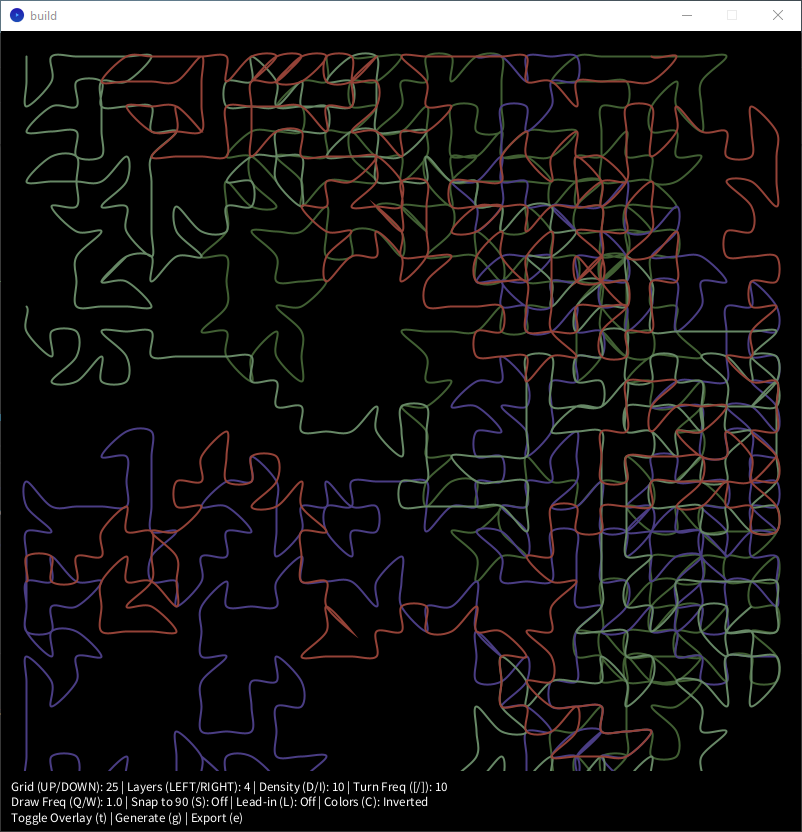 build
Grid (UP/DOWN): 25 | Layers (LEFT/RIGHT): 4 | Density (D/I): 10 | Turn Freq ([/]): 10
Draw Freq (Q/W): 1.0 | Snap to 90 (S): Off | Lead-in (L): Off | Colors (C): Inverted
Toggle Overlay (t) | Generate (g) | Export (e)